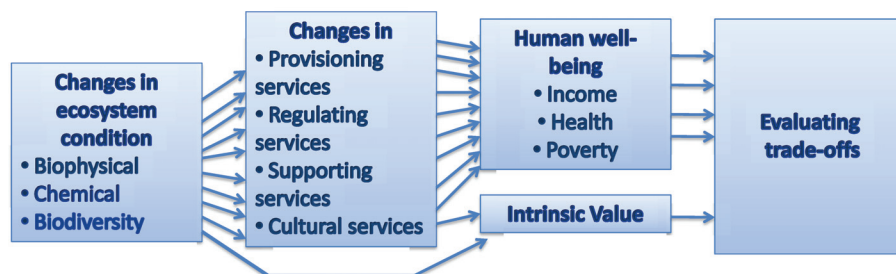 Changes in
ecosystem
condition
• Biophysical
• Chemical
• Biodiversity
Changes in
• Provisioning
services
• Regulating
services
• Supporting
services
• Cultural services
Human well-
being
• Income
• Health
• Poverty
Intrinsic Value
Evaluating
trade-offs